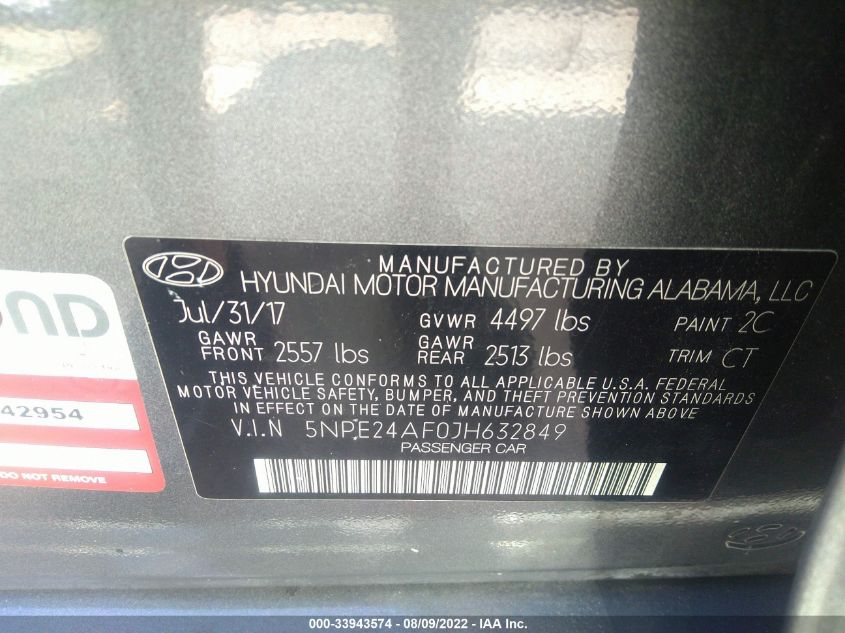 MANUFACTURED BY
HYUNDAI MOTOR MANUFACTURING ALABAMA, LLC
Jul/31/17 GVWR 4497 lbs PAINT 2C
GAWR FRONT 2557 lbs GAWR REAR 2513 lbs TRIM CT
THIS VEHICLE CONFORMS TO ALL APPLICABLE U.S.A. FEDERAL
MOTOR VEHICLE SAFETY, BUMPER, AND THEFT PREVENTION STANDARDS
IN EFFECT ON THE DATE OF MANUFACTURE SHOWN ABOVE.
V.I.N 5NPE24AF0JH632849
PASSENGER CAR
42954
DO NOT REMOVE
000-33943574 - 08/09/2022 - IAA Inc.